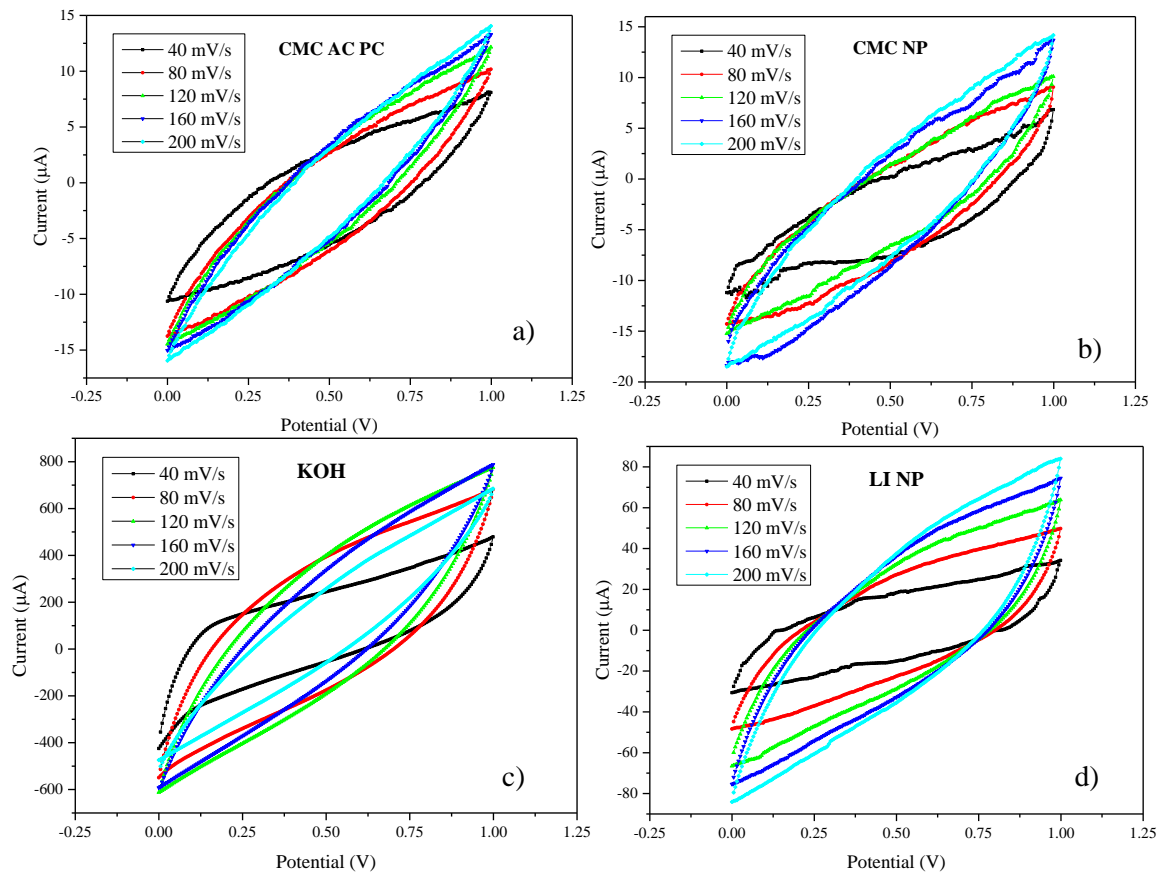 CMC AC PC
40 mV/s
80 mV/s
120 mV/s
160 mV/s
200 mV/s
15
10
5
0
-5
-10
-15
Current (µA)
-0.25 0.00 0.25 0.50 0.75 1.00 1.25
Potential (V)
a)
CMC NP
40 mV/s
80 mV/s
120 mV/s
160 mV/s
200 mV/s
15
10
5
0
-5
-10
-15
-20
Current (µA)
-0.25 0.00 0.25 0.50 0.75 1.00 1.25
Potential (V)
b)
KOH
40 mV/s
80 mV/s
120 mV/s
160 mV/s
200 mV/s
800
600
400
200
0
-200
-400
-600
Current (µA)
-0.25 0.00 0.25 0.50 0.75 1.00 1.25
Potential (V)
c)
LI NP
40 mV/s
80 mV/s
120 mV/s
160 mV/s
200 mV/s
80
60
40
20
0
-20
-40
-60
-80
Current (µA)
-0.25 0.00 0.25 0.50 0.75 1.00 1.25
Potential (V)
d)